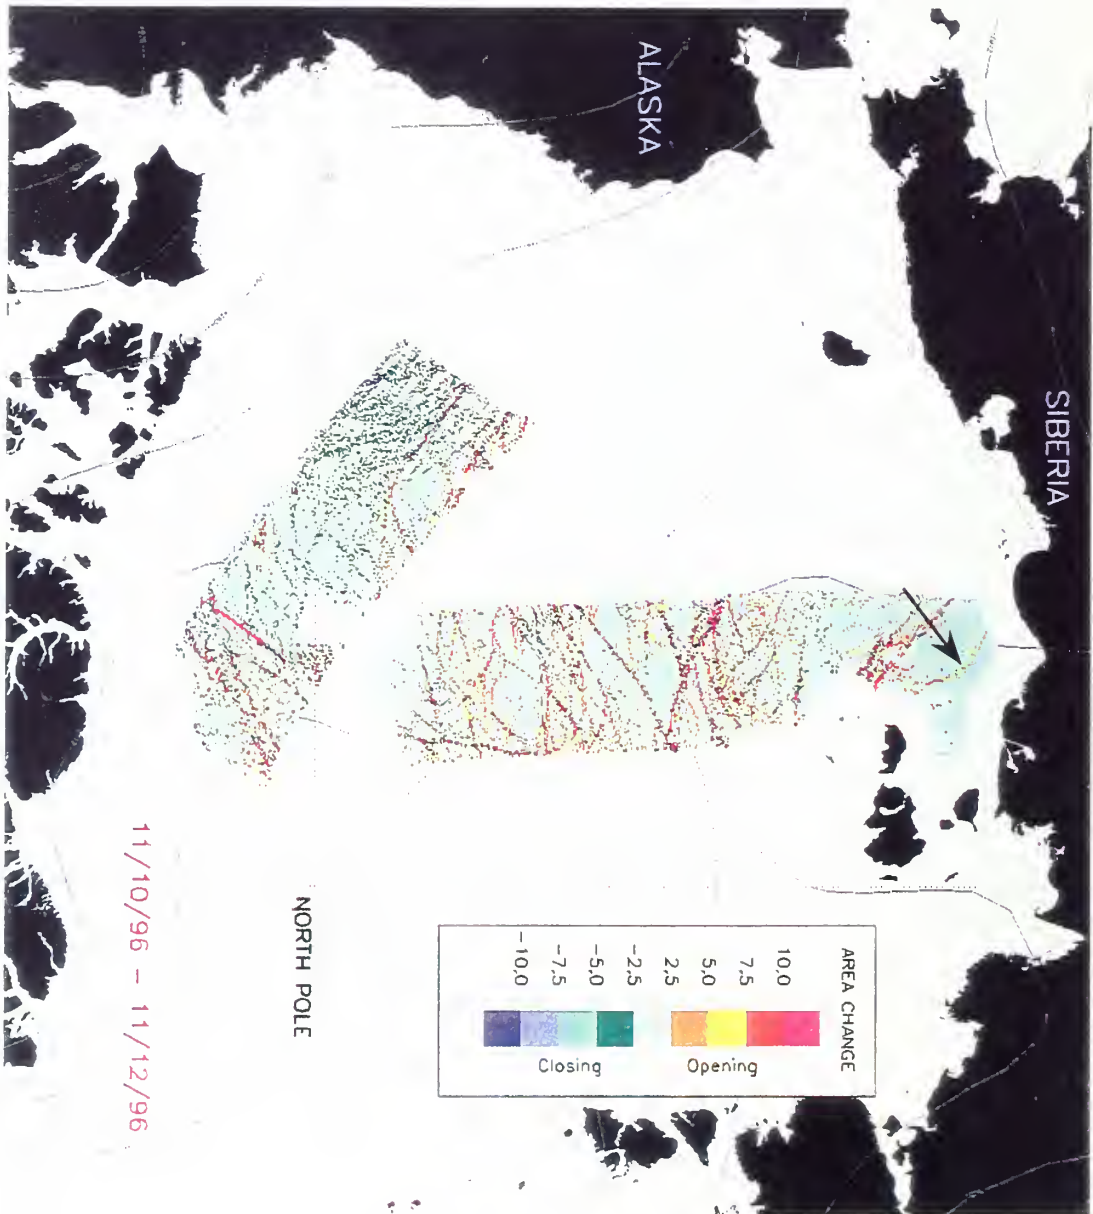 ALASKA
SIBERIA
AREA CHANGE
10.0
7.5
5.0
2.5
-2.5
-5.0
-7.5
-10.0
Opening
Closing
NORTH POLE
11/10/96 - 11/12/96